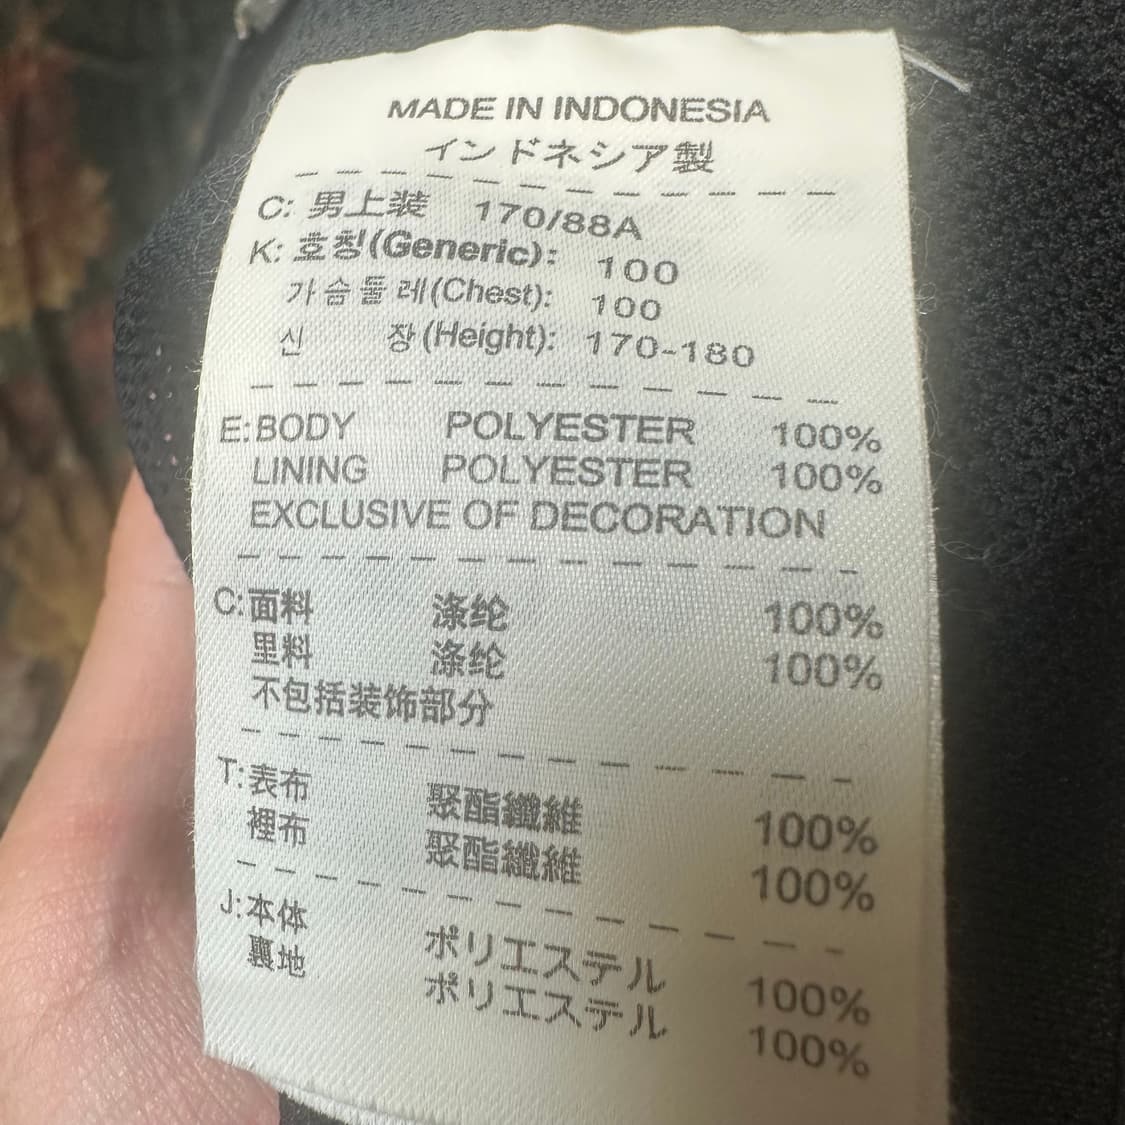 MADE IN INDONESIA
インドネシア製
C: 男上装 170/88A
K: 호칭(Generic): 100
가슴둘레(Chest): 100
신 장(Height): 170-180
E: BODY POLYESTER 100%
LINING POLYESTER 100%
EXCLUSIVE OF DECORATION
C: 面料 涤纶 100%
里料 涤纶 100%
不包括装饰部分
T: 表布 聚酯纖維 100%
裡布 聚酯纖維 100%
J: 本体 ポリエステル 100%
裏地 ポリエステル 100%